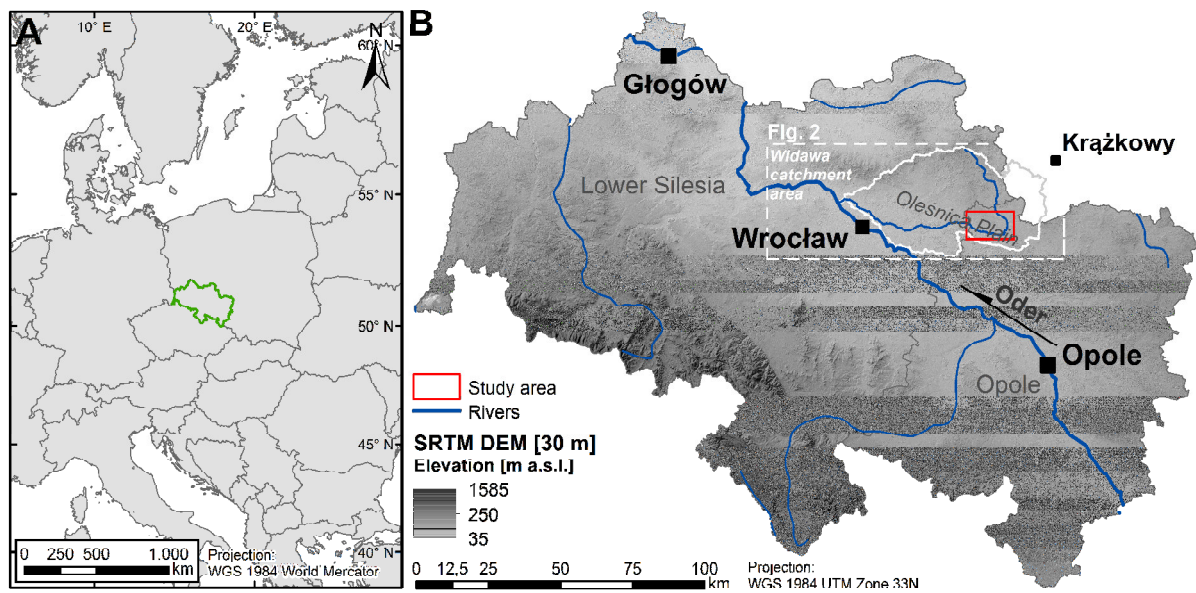 A
10° E
20° E
N
60° N
55° N
50° N
45° N
40° N
0 250 500 1.000
km
Projection:
WGS 1984 World Mercator
B
Głogów
FIg. 2
Widawa
catchment
area
Krążkowy
Lower Silesia
Olesnica Plain
Wrocław
Oder
Opole
Opole
Study area
Rivers
SRTM DEM [30 m]
Elevation [m a.s.l.]
1585
250
35
0 12,5 25 50 75 100
km
Projection:
WGS 1984 UTM Zone 33N